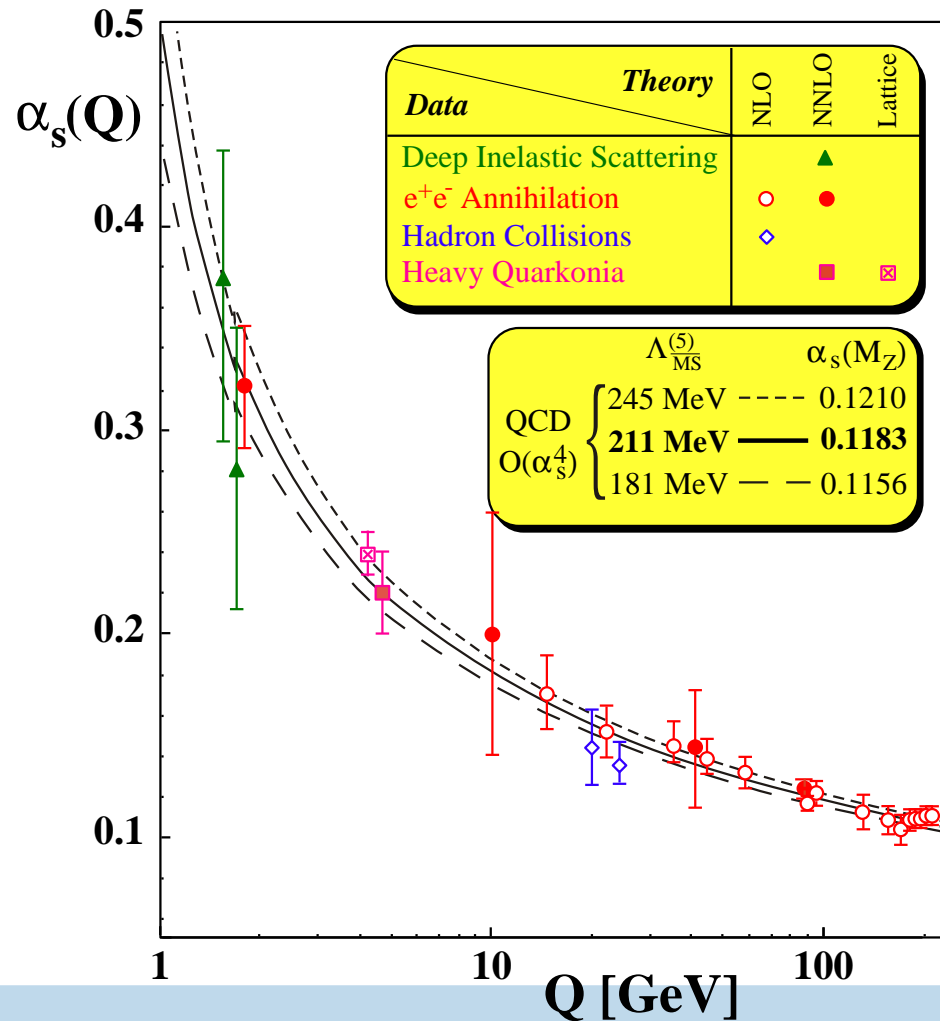 0.5
αs(Q)
0.4
0.3
0.2
0.1
Theory
Data
NLO
NNLO
Lattice
Deep Inelastic Scattering
e+e- Annihilation
Hadron Collisions
Heavy Quarkonia
Λ(5)MS αs(MZ)
QCD
O(αs4)
245 MeV 0.1210
211 MeV 0.1183
181 MeV 0.1156
1 10 100
Q [GeV]